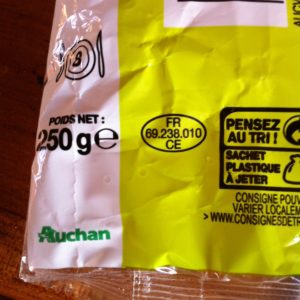 POIDS NET :
250 g e
FR
69.238.010
CE
PENSEZ
AU TRI !
SACHET
PLASTIQUE
À JETER
CONSIGNE POUV
VARIER LOCALEM
> WWW.CONSIGNESDETR
Auchan